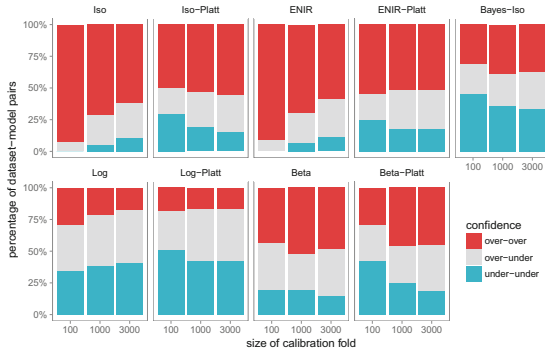 Iso Iso−Platt ENIR ENIR−Platt Bayes−Iso
100%
75%
50%
25%
0%
100 1000 3000
Log Log−Platt Beta Beta−Platt
100%
75%
50%
25%
0%
100 1000 3000 100 1000 3000 100 1000 3000 100 1000 3000
percentage of dataset−model pairs
size of calibration fold
confidence
over−over
over−under
under−under